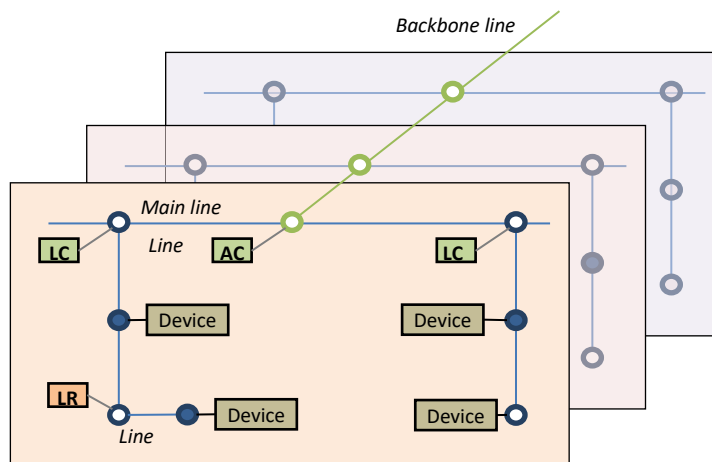 Backbone line
Main line
LC
Line
AC
LC
Device
Device
LR
Line
Device
Device